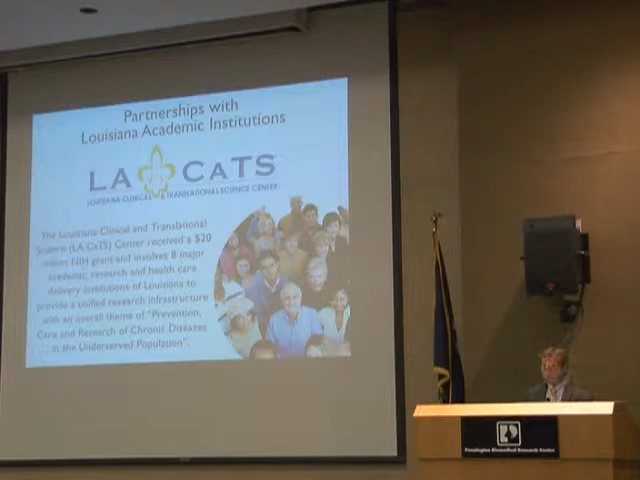 Partnerships with
Louisiana Academic Institutions
LA CATS
LOUISIANA CLINICAL & TRANSLATIONAL SCIENCE CENTER
The Louisiana Clinical and Translational
Science (LA CaTS) Center received a $20
million NIH grant and involves 8 major
academic, research and health care
delivery institutions of Louisiana to
provide a unified research infrastructure
with an overall theme of "Prevention,
Care and Research of Chronic Diseases
in the Underserved Population".
Pennington Biomedical Research Center